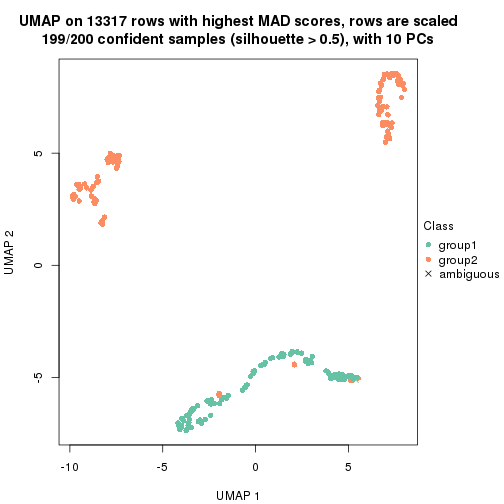 UMAP on 13317 rows with highest MAD scores, rows are scaled
199/200 confident samples (silhouette > 0.5), with 10 PCs
5
0
-5
UMAP 2
-10
-5
0
5
UMAP 1
Class
group1
group2
ambiguous